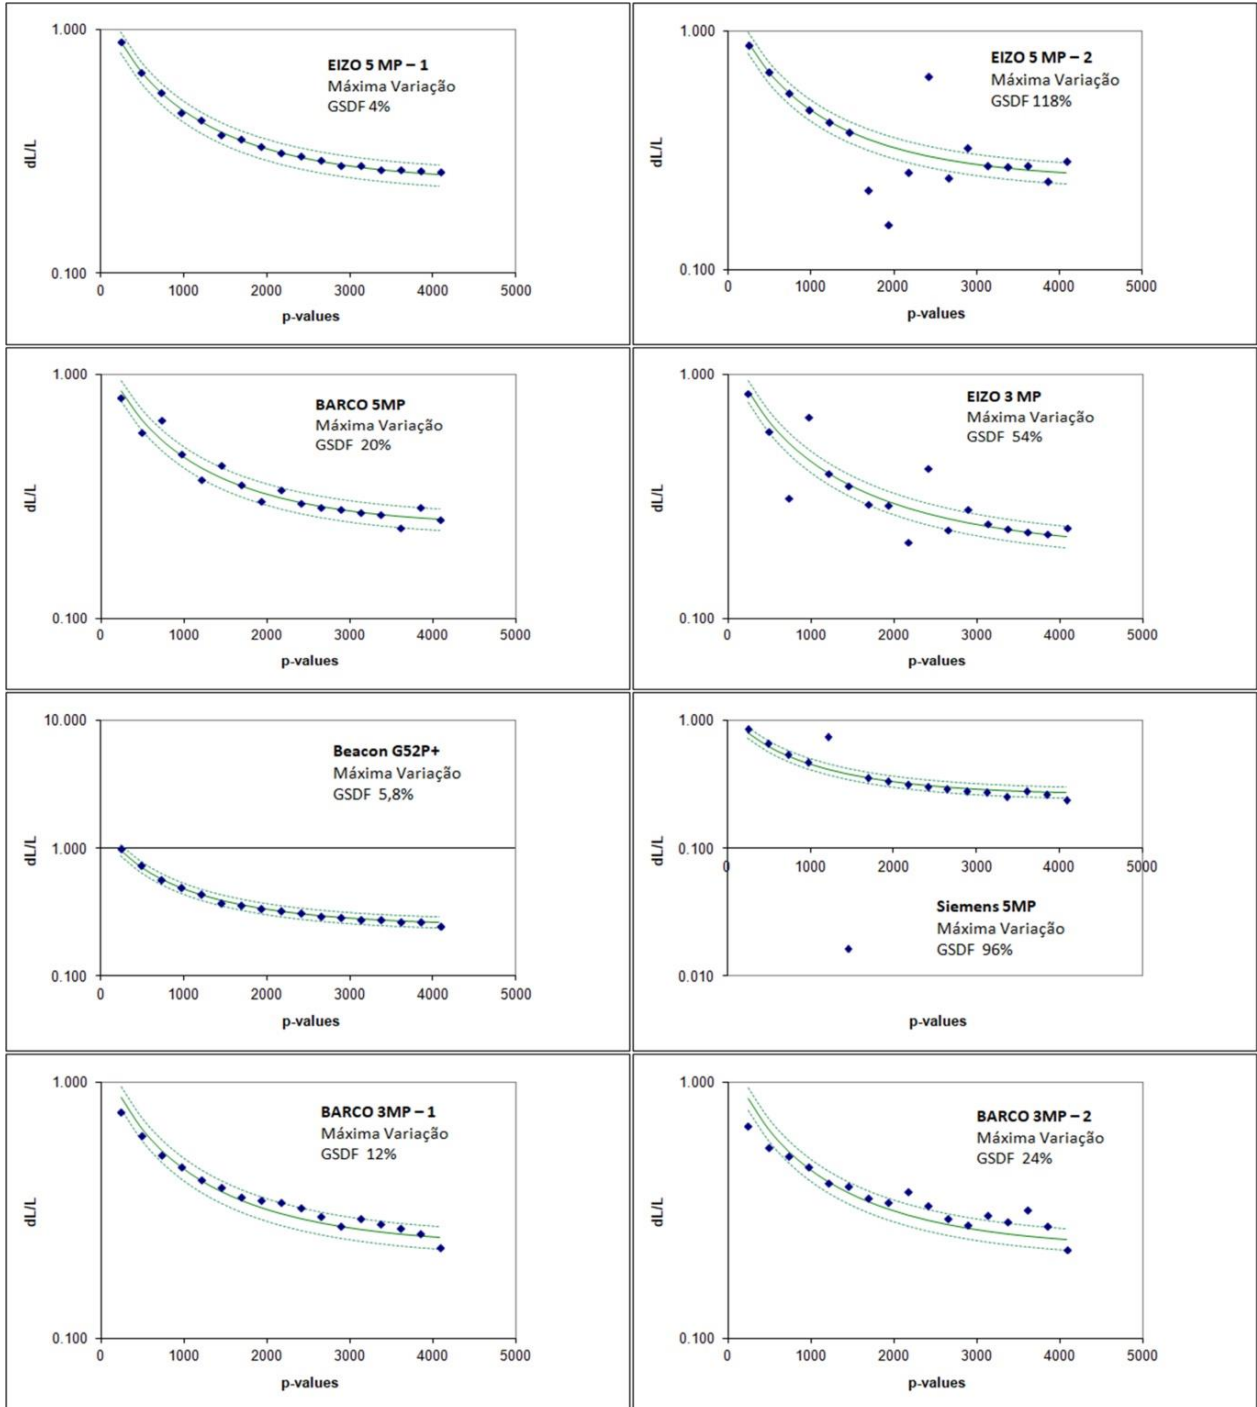 1.000
EIZO 5 MP – 1
Máxima Variação
GSDF 4%
dL/L
0.100
0 1000 2000 3000 4000 5000
p-values
1.000
EIZO 5 MP – 2
Máxima Variação
GSDF 118%
dL/L
0.100
0 1000 2000 3000 4000 5000
p-values
1.000
BARCO 5MP
Máxima Variação
GSDF 20%
dL/L
0.100
0 1000 2000 3000 4000 5000
p-values
1.000
EIZO 3 MP
Máxima Variação
GSDF 54%
dL/L
0.100
0 1000 2000 3000 4000 5000
p-values
10.000
Beacon G52P+
Máxima Variação
GSDF 5,8%
dL/L
1.000
0.100
0 1000 2000 3000 4000 5000
p-values
1.000
dL/L
0.100
0 1000 2000 3000 4000 5000
Siemens 5MP
Máxima Variação
GSDF 96%
0.010
p-values
1.000
BARCO 3MP – 1
Máxima Variação
GSDF 12%
dL/L
0.100
0 1000 2000 3000 4000 5000
p-values
1.000
BARCO 3MP – 2
Máxima Variação
GSDF 24%
dL/L
0.100
0 1000 2000 3000 4000 5000
p-values